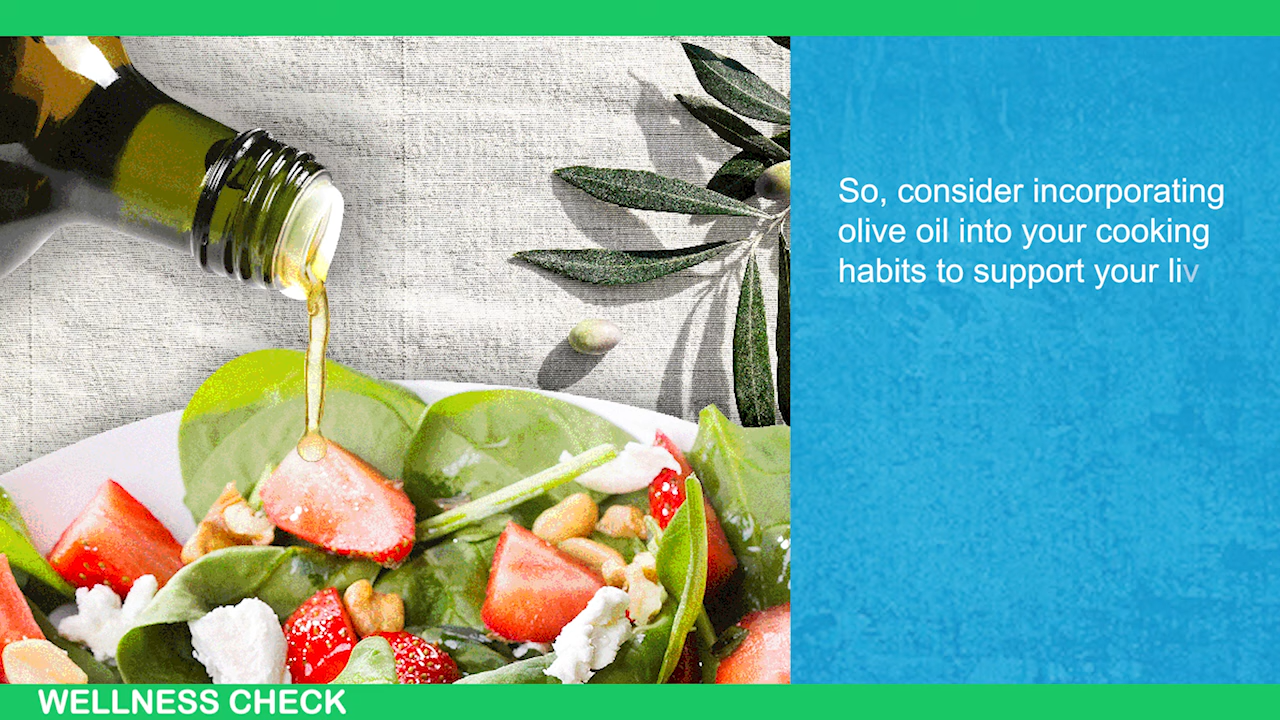 So, consider incorporating
olive oil into your cooking
habits to support your liv
WELLNESS CHECK